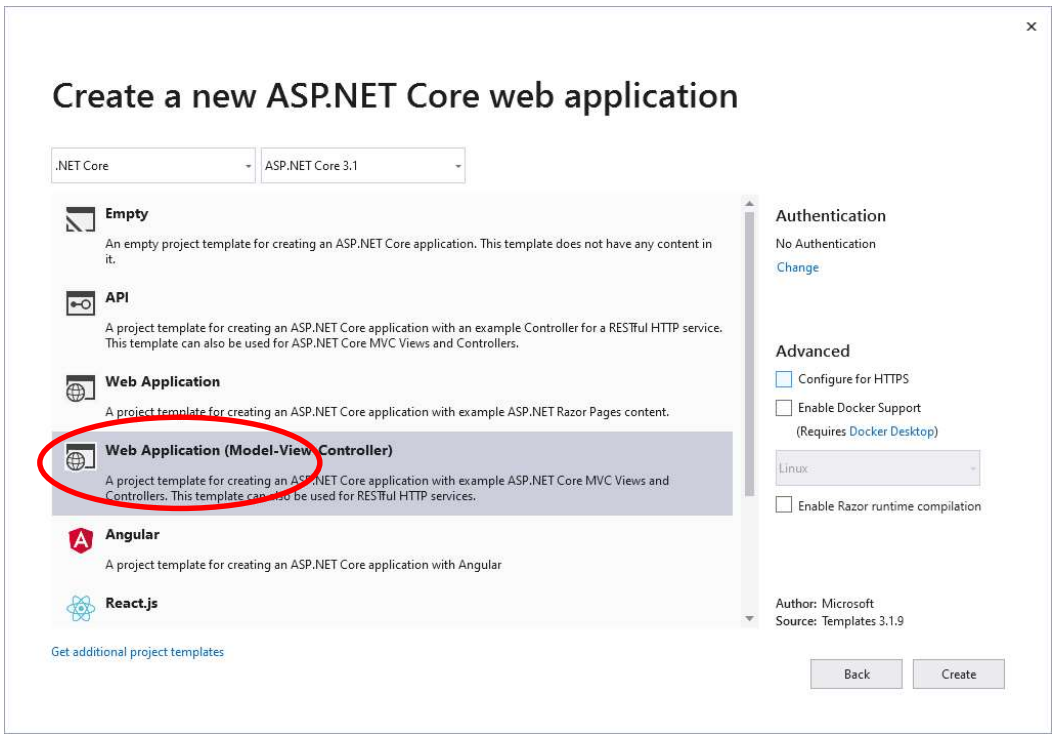 Create a new ASP.NET Core web application
.NET Core
ASP.NET Core 3.1
Empty
An empty project template for creating an ASP.NET Core application. This template does not have any content in
it.
API
A project template for creating an ASP.NET Core application with an example Controller for a RESTful HTTP service.
This template can also be used for ASP.NET Core MVC Views and Controllers.
Web Application
A project template for creating an ASP.NET Core application with example ASP.NET Razor Pages content.
Web Application (Model-View-Controller)
A project template for creating an ASP.NET Core application with example ASP.NET Core MVC Views and
Controllers. This template can also be used for RESTful HTTP services.
Angular
A project template for creating an ASP.NET Core application with Angular
React.js
Get additional project templates
Authentication
No Authentication
Change
Advanced
Configure for HTTPS
Enable Docker Support
(Requires Docker Desktop)
Linux
Enable Razor runtime compilation
Author: Microsoft
Source: Templates 3.1.9
Back
Create